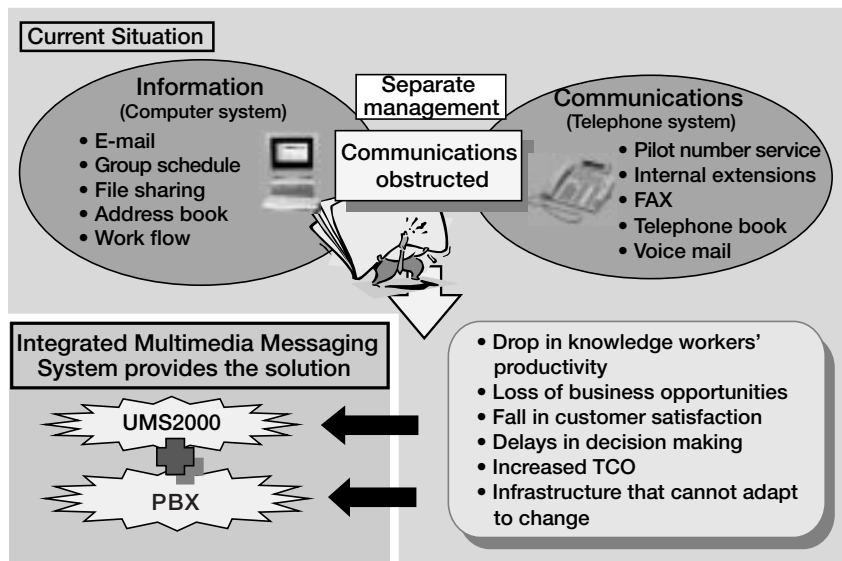 Current Situation
Information
(Computer system)
• E-mail
• Group schedule
• File sharing
• Address book
• Work flow
Separate
management
Communications
obstructed
Communications
(Telephone system)
• Pilot number service
• Internal extensions
• FAX
• Telephone book
• Voice mail
Integrated Multimedia Messaging
System provides the solution
UMS2000
PBX
• Drop in knowledge workers’
productivity
• Loss of business opportunities
• Fall in customer satisfaction
• Delays in decision making
• Increased TCO
• Infrastructure that cannot adapt
to change